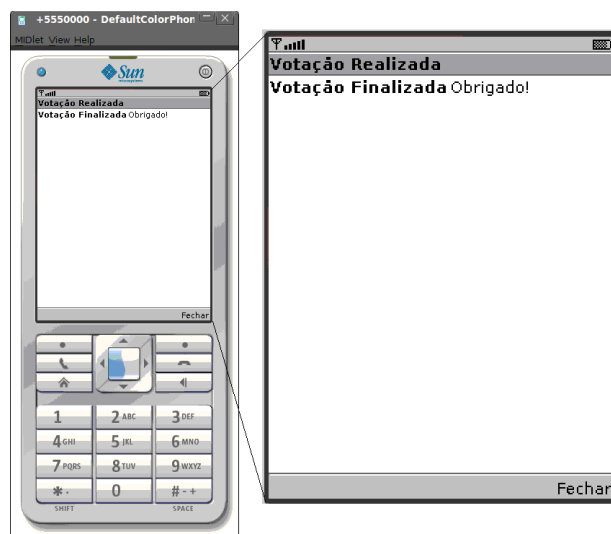 +5550000 - DefaultColorPhon
MIDlet View Help
Sun
Votação Realizada
Votação Finalizada Obrigado!
Fechar
1
2 ABC
3 DEF
4 GHI
5 JKL
6 MNO
7 PQRS
8 TUV
9 WXYZ
* .
0
# - +
SHIFT
SPACE
Votação Realizada
Votação Finalizada Obrigado!
Fechar